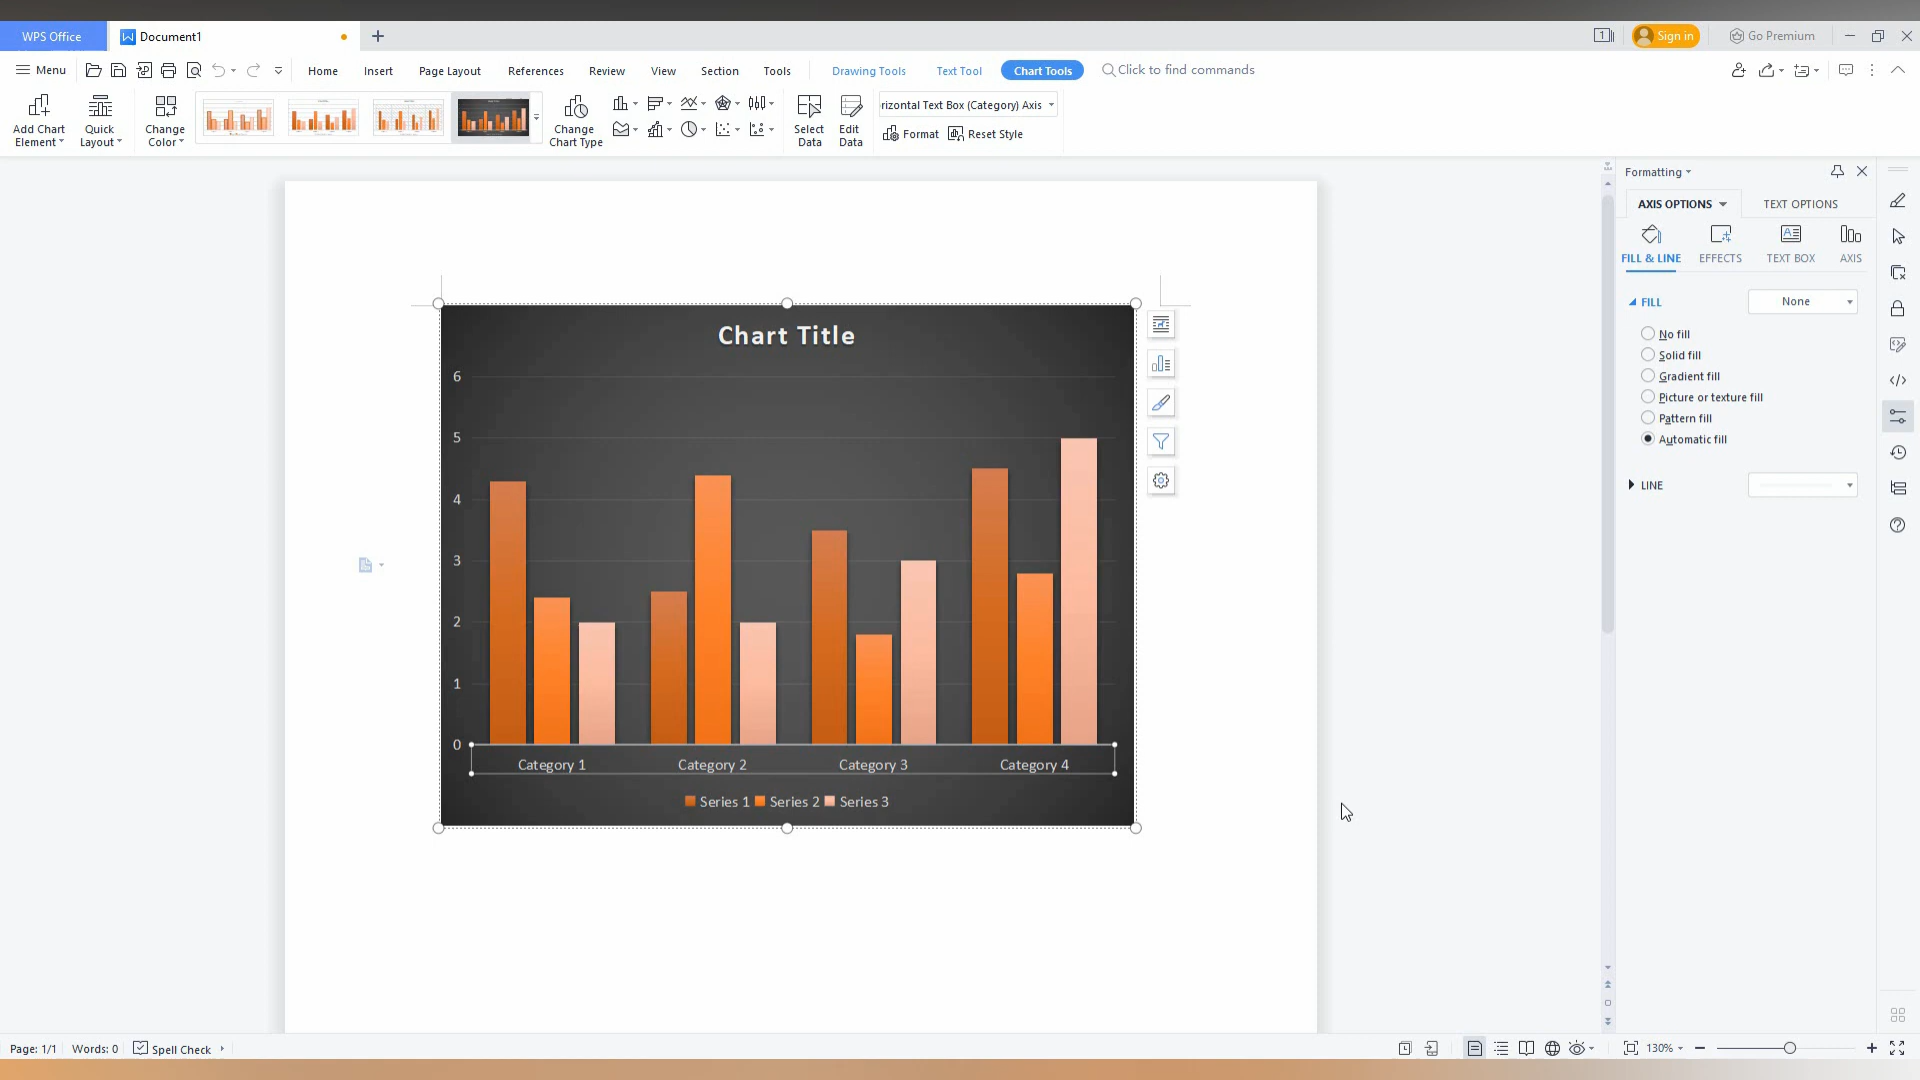 WPS Office
Document1
1
Sign in
Go Premium
Menu
Home
Insert
Page Layout
References
Review
View
Section
Tools
Drawing Tools
Text Tool
Chart Tools
Click to find commands
Add Chart
Element
Quick
Layout
Change
Color
Change
Chart Type
Select
Data
Edit
Data
rizontal Text Box (Category) Axis
Format
Reset Style
Formatting
AXIS OPTIONS
TEXT OPTIONS
FILL & LINE
EFFECTS
TEXT BOX
AXIS
FILL
None
No fill
Solid fill
Gradient fill
Picture or texture fill
Pattern fill
Automatic fill
LINE
Chart Title
6
5
4
3
2
1
0
Category 1
Category 2
Category 3
Category 4
Series 1
Series 2
Series 3
Page: 1/1
Words: 0
Spell Check
130%